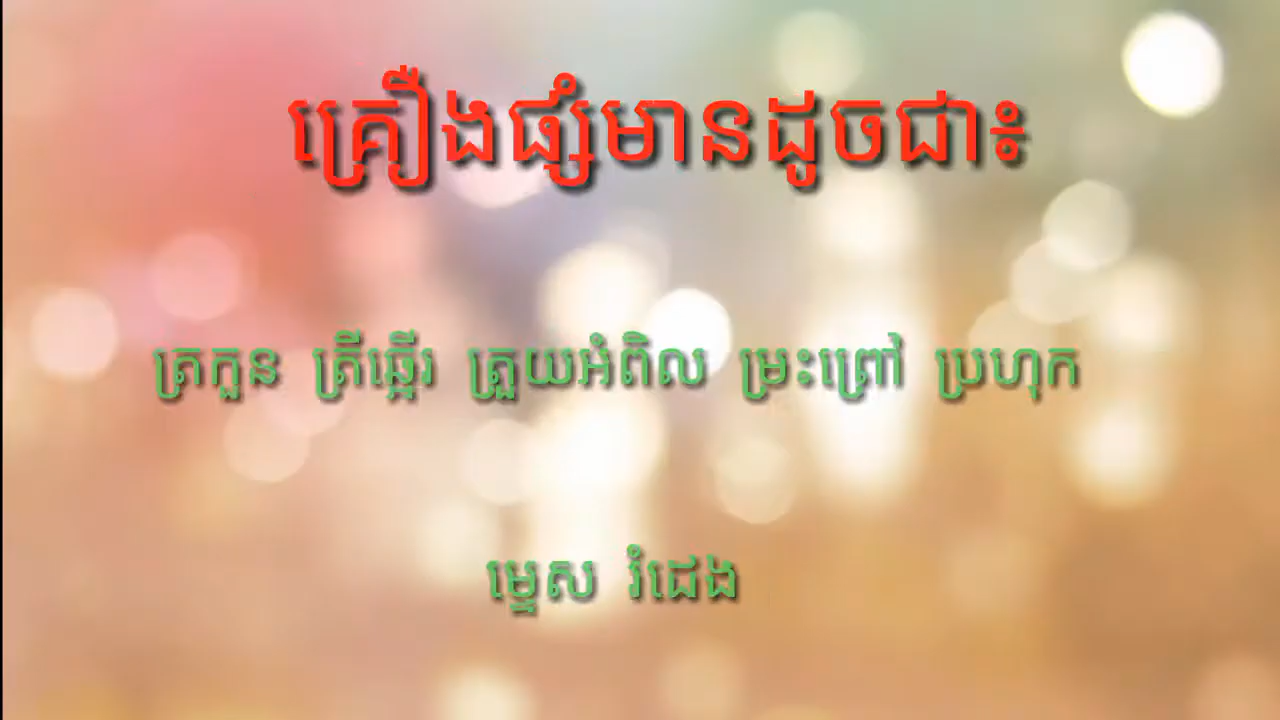 គ្រឿងផ្សំមានដូចជា៖
ត្រកួន ត្រីឆ្អើរ ត្រួយអំពិល ម្រះព្រៅ ប្រហុក
ម្ទេស រំដេង